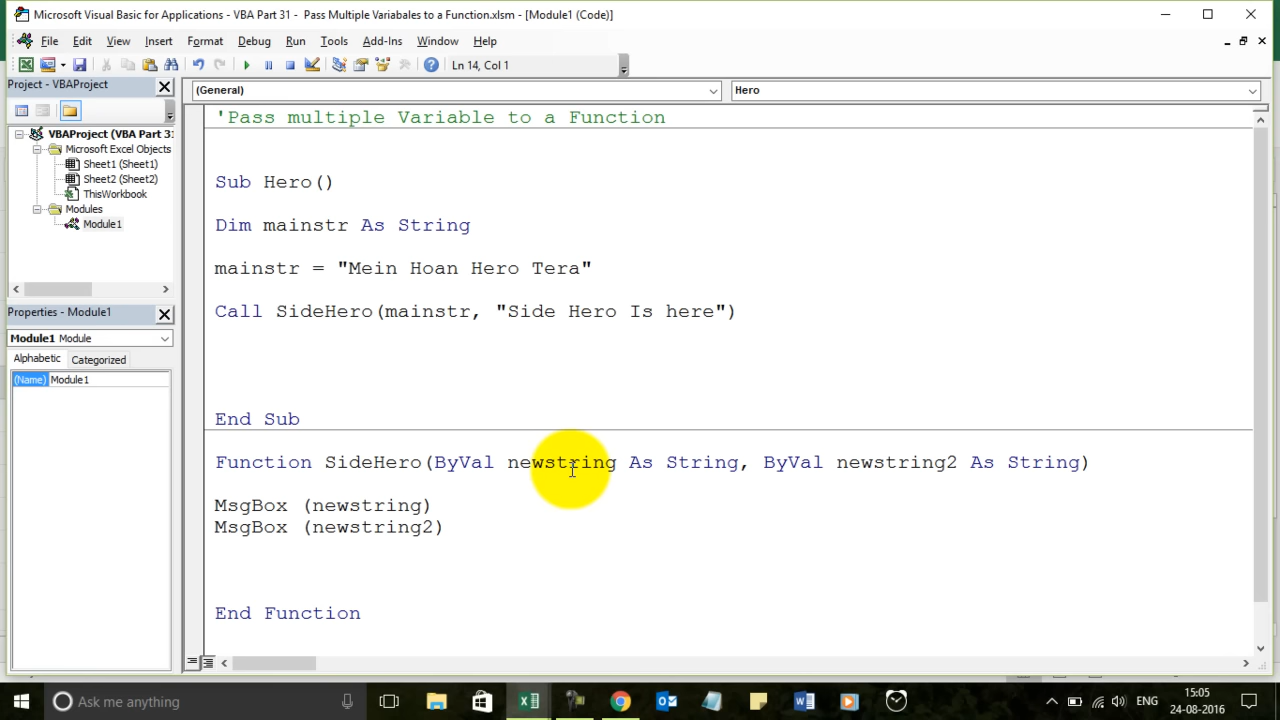 Microsoft Visual Basic for Applications - VBA Part 31 - Pass Multiple Variabales to a Function.xlsm - [Module1 (Code)]
File Edit View Insert Format Debug Run Tools Add-Ins Window Help
Ln 14, Col 1
Project - VBAProject
(General) Hero
VBAProject (VBA Part 31
Microsoft Excel Objects
Sheet1 (Sheet1)
Sheet2 (Sheet2)
ThisWorkbook
Modules
Module1
Properties - Module1
Module1 Module
Alphabetic Categorized
(Name) Module1
'Pass multiple Variable to a Function
Sub Hero()
Dim mainstr As String
mainstr = "Mein Hoan Hero Tera"
Call SideHero(mainstr, "Side Hero Is here")
End Sub
Function SideHero(ByVal newstring As String, ByVal newstring2 As String)
MsgBox (newstring)
MsgBox (newstring2)
End Function
Ask me anything
ENG
15:05
24-08-2016